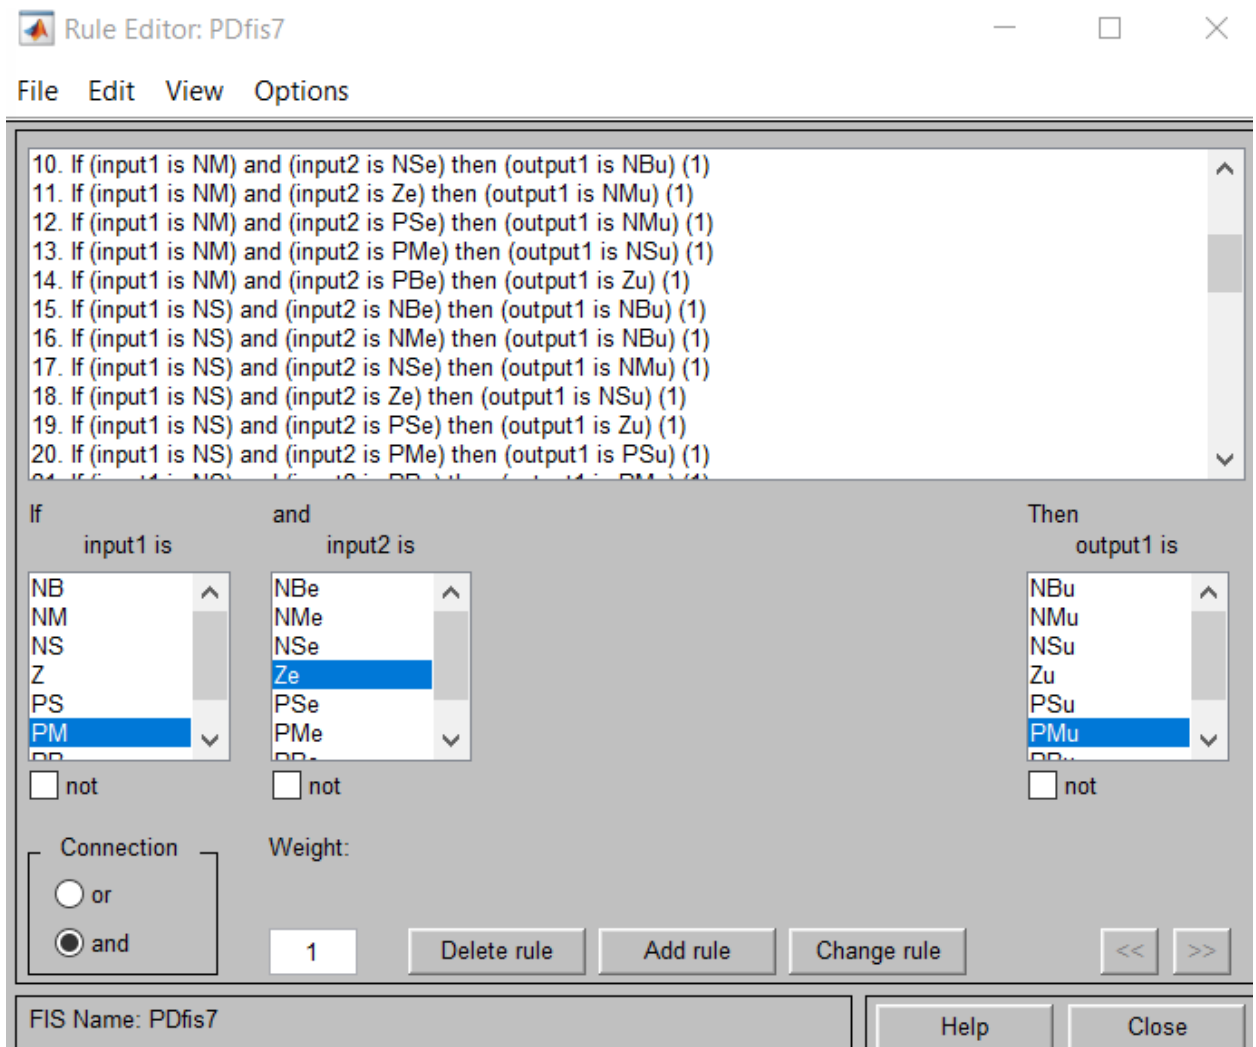 Rule Editor: PDfis7
File Edit View Options
10. If (input1 is NM) and (input2 is NSe) then (output1 is NBu) (1)
11. If (input1 is NM) and (input2 is Ze) then (output1 is NMu) (1)
12. If (input1 is NM) and (input2 is PSe) then (output1 is NMu) (1)
13. If (input1 is NM) and (input2 is PMe) then (output1 is NSu) (1)
14. If (input1 is NM) and (input2 is PBe) then (output1 is Zu) (1)
15. If (input1 is NS) and (input2 is NBe) then (output1 is NBu) (1)
16. If (input1 is NS) and (input2 is NMe) then (output1 is NBu) (1)
17. If (input1 is NS) and (input2 is NSe) then (output1 is NMu) (1)
18. If (input1 is NS) and (input2 is Ze) then (output1 is NSu) (1)
19. If (input1 is NS) and (input2 is PSe) then (output1 is Zu) (1)
20. If (input1 is NS) and (input2 is PMe) then (output1 is PSu) (1)
If and Then
input1 is input2 is output1 is
NB NBe NBu
NM NMe NMu
NS NSe NSu
Z Ze Zu
PS PSe PSu
PM PMe PMu
not not not
Connection Weight:
or
and 1 Delete rule Add rule Change rule << >>
FIS Name: PDfis7 Help Close